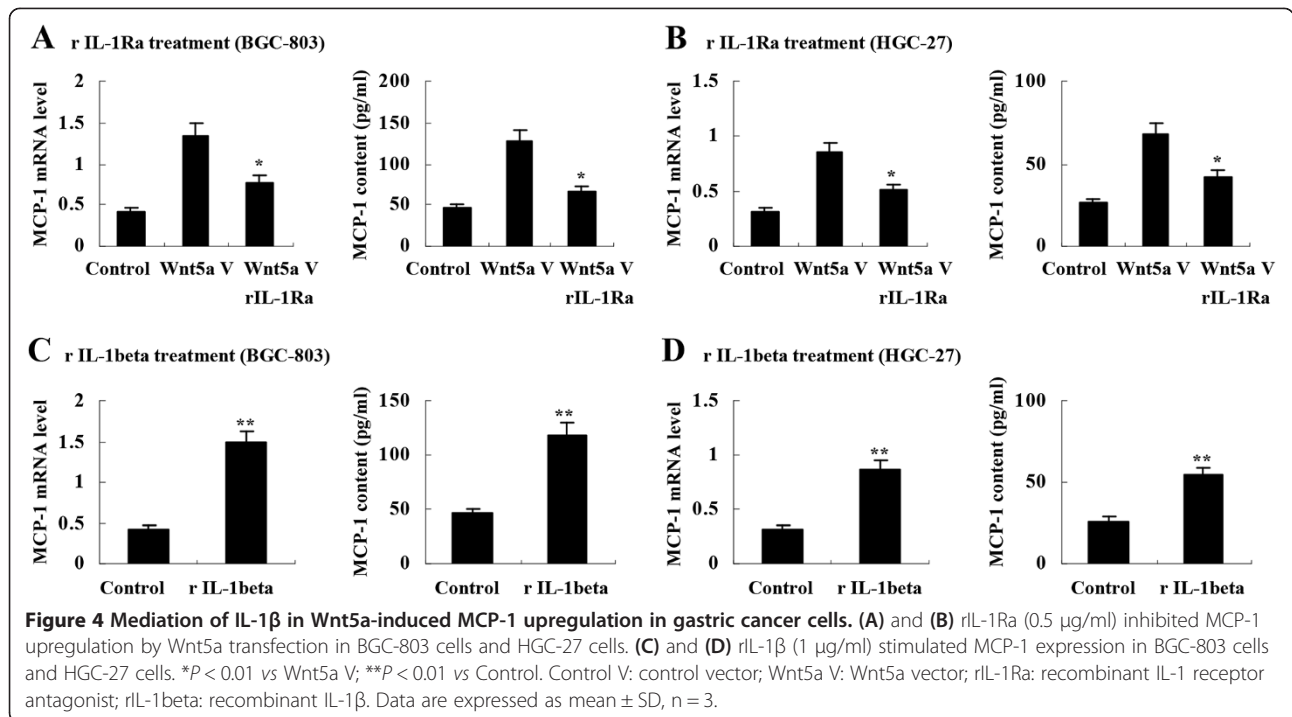 A r IL-1Ra treatment (BGC-803)
B r IL-1Ra treatment (HGC-27)
MCP-1 mRNA level
2
1.5
1
0.5
0
*
Control Wnt5a V Wnt5a V
rIL-1Ra
MCP-1 content (pg/ml)
200
150
100
50
0
*
Control Wnt5a V Wnt5a V
rIL-1Ra
MCP-1 mRNA level
1.5
1
0.5
0
*
Control Wnt5a V Wnt5a V
rIL-1Ra
MCP-1 content (pg/ml)
100
50
0
*
Control Wnt5a V Wnt5a V
rIL-1Ra
C r IL-1beta treatment (BGC-803)
D r IL-1beta treatment (HGC-27)
MCP-1 mRNA level
2
1.5
1
0.5
0
**
Control r IL-1beta
MCP-1 content (pg/ml)
150
100
50
0
**
Control r IL-1beta
MCP-1 mRNA level
1.5
1
0.5
0
**
Control r IL-1beta
MCP-1 content (pg/ml)
100
50
0
**
Control r IL-1beta
Figure 4 Mediation of IL-1β in Wnt5a-induced MCP-1 upregulation in gastric cancer cells. (A) and (B) rIL-1Ra (0.5 μg/ml) inhibited MCP-1
upregulation by Wnt5a transfection in BGC-803 cells and HGC-27 cells. (C) and (D) rIL-1β (1 μg/ml) stimulated MCP-1 expression in BGC-803 cells
and HGC-27 cells. *P < 0.01 vs Wnt5a V; **P < 0.01 vs Control. Control V: control vector; Wnt5a V: Wnt5a vector; rIL-1Ra: recombinant IL-1 receptor
antagonist; rIL-1beta: recombinant IL-1β. Data are expressed as mean ± SD, n = 3.